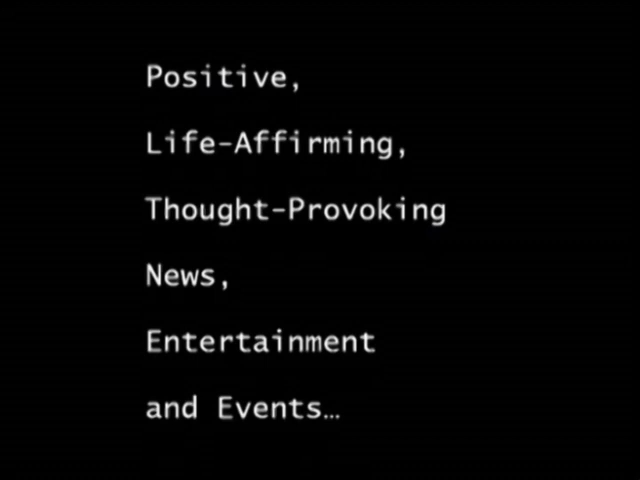 Positive,
Life-Affirming,
Thought-Provoking
News,
Entertainment
and Events…